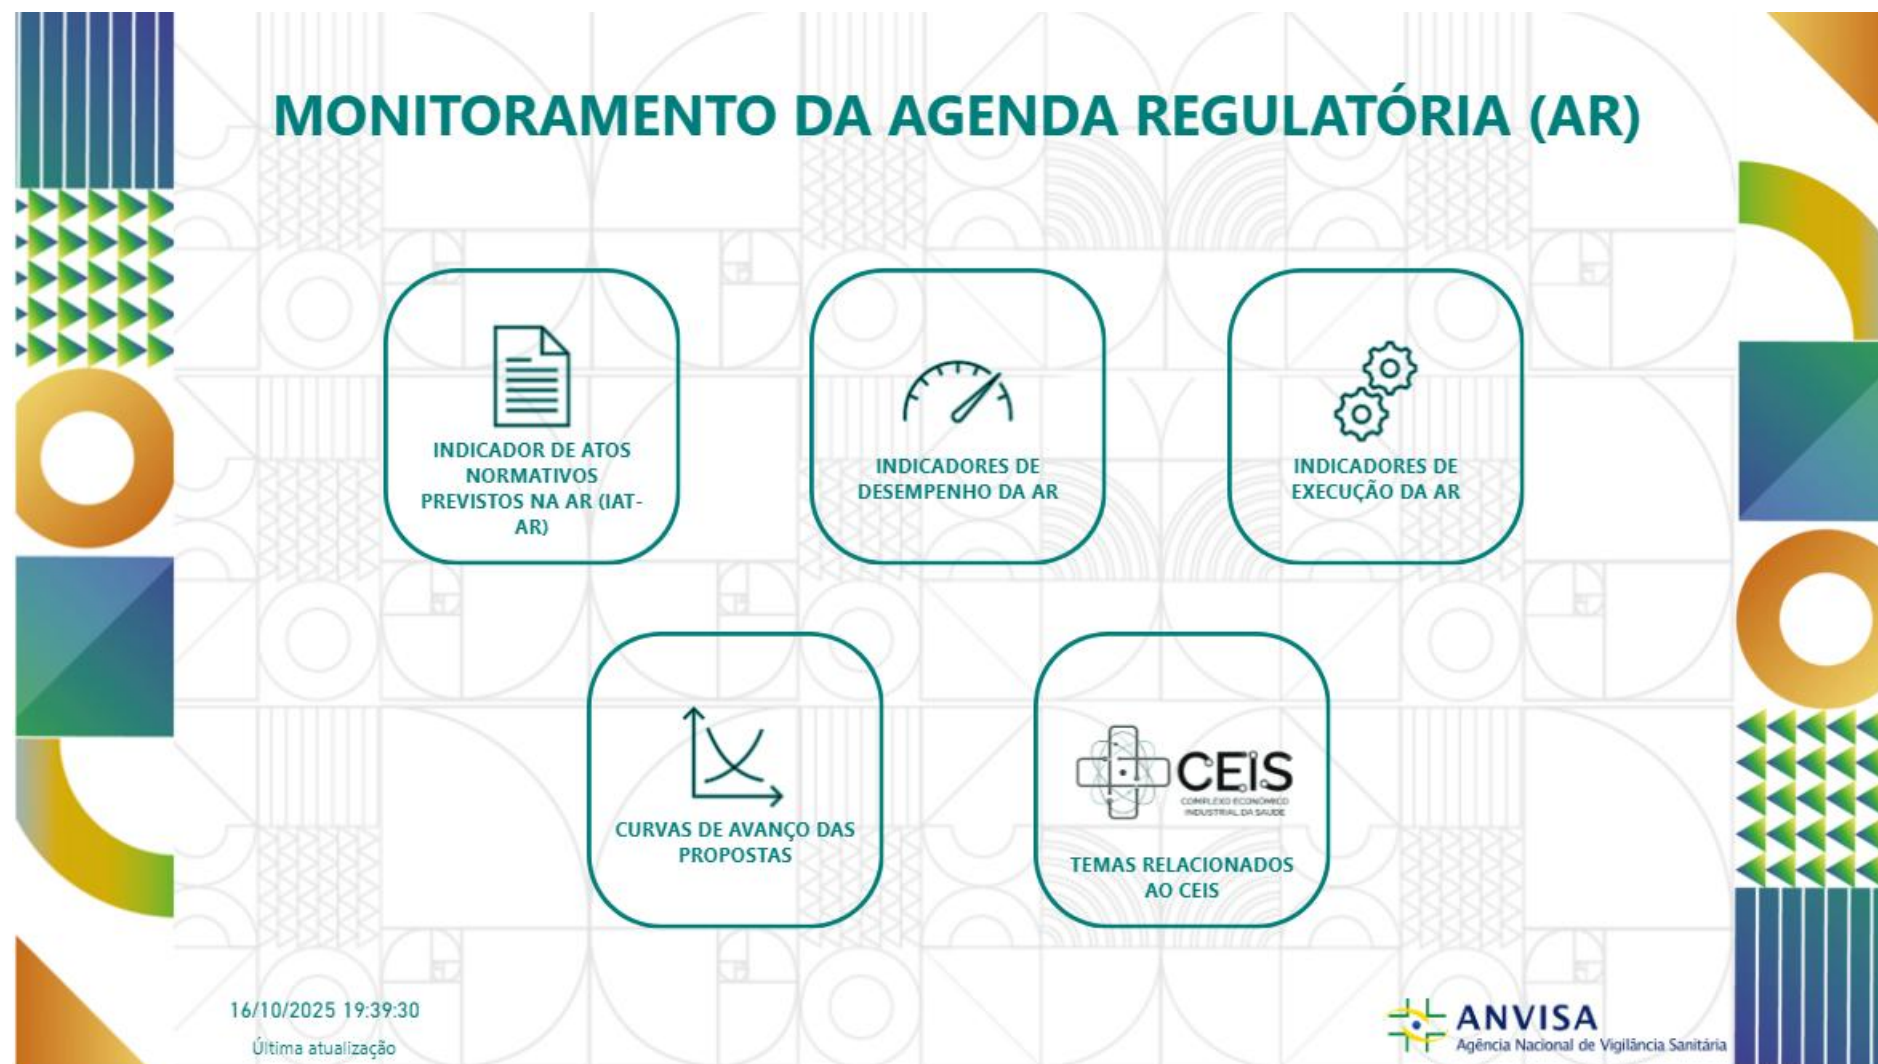 MONITORAMENTO DA AGENDA REGULATÓRIA (AR)
INDICADOR DE ATOS
NORMATIVOS
PREVISTOS NA AR (IAT-
AR)
INDICADORES DE
DESEMPENHO DA AR
INDICADORES DE
EXECUÇÃO DA AR
CURVAS DE AVANÇO DAS
PROPOSTAS
CEIS
COMPLEXO ECONÔMICO
INDUSTRIAL DA SAÚDE
TEMAS RELACIONADOS
AO CEIS
16/10/2025 19:39:30
Última atualização
ANVISA
Agência Nacional de Vigilância Sanitária